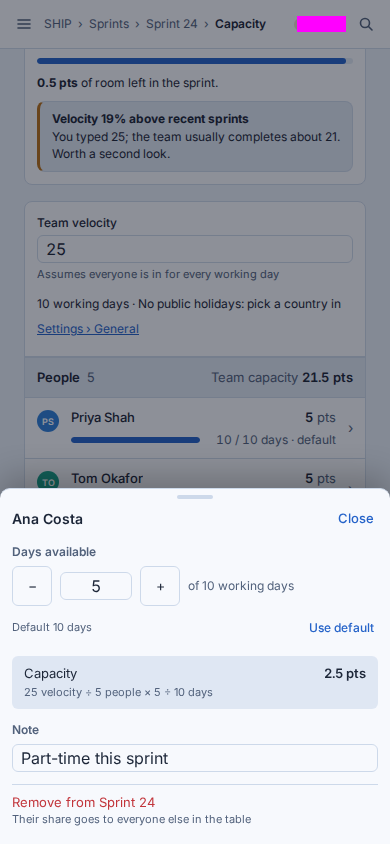 SHIP › Sprints › Sprint 24 › Capacity
0.5 pts of room left in the sprint.
Velocity 19% above recent sprints
You typed 25; the team usually completes about 21.
Worth a second look.
Team velocity
25
Assumes everyone is in for every working day
10 working days · No public holidays: pick a country in
Settings › General
People 5 Team capacity 21.5 pts
PS Priya Shah 5 pts ›
10 / 10 days · default
TO Tom Okafor 5 pts
Ana Costa Close
Days available
− 5 + of 10 working days
Default 10 days Use default
Capacity 2.5 pts
25 velocity ÷ 5 people × 5 ÷ 10 days
Note
Part-time this sprint
Remove from Sprint 24
Their share goes to everyone else in the table